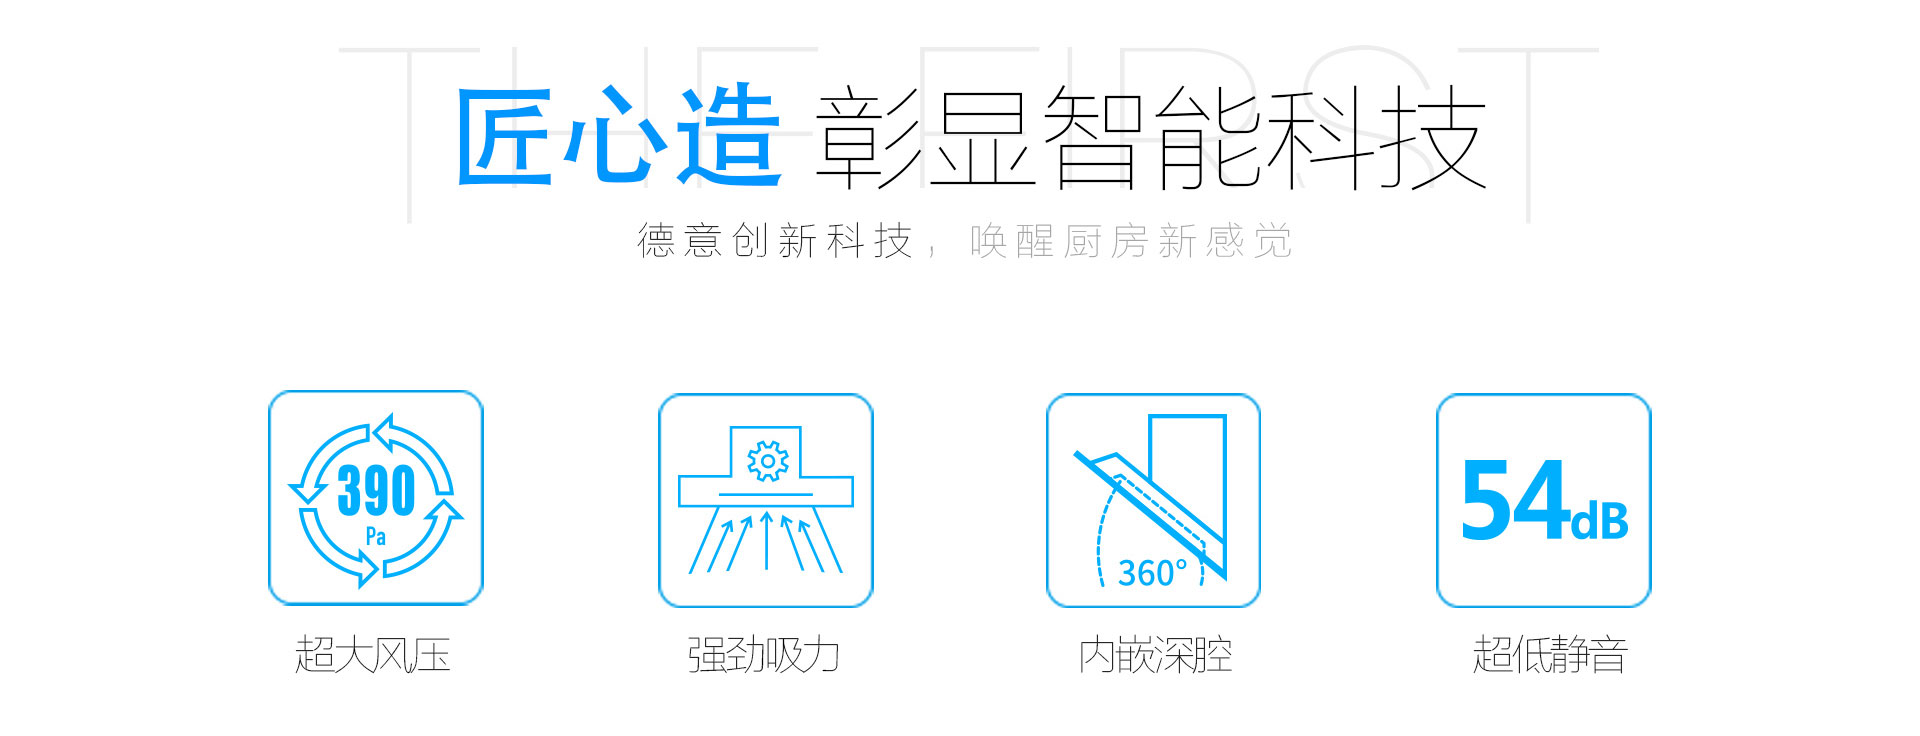 THE FIRST
匠心造 彰显智能科技
德意创新科技，唤醒厨房新感觉
390
Pa
360°
54dB
超大风压
强劲吸力
内嵌深腔
超低静音